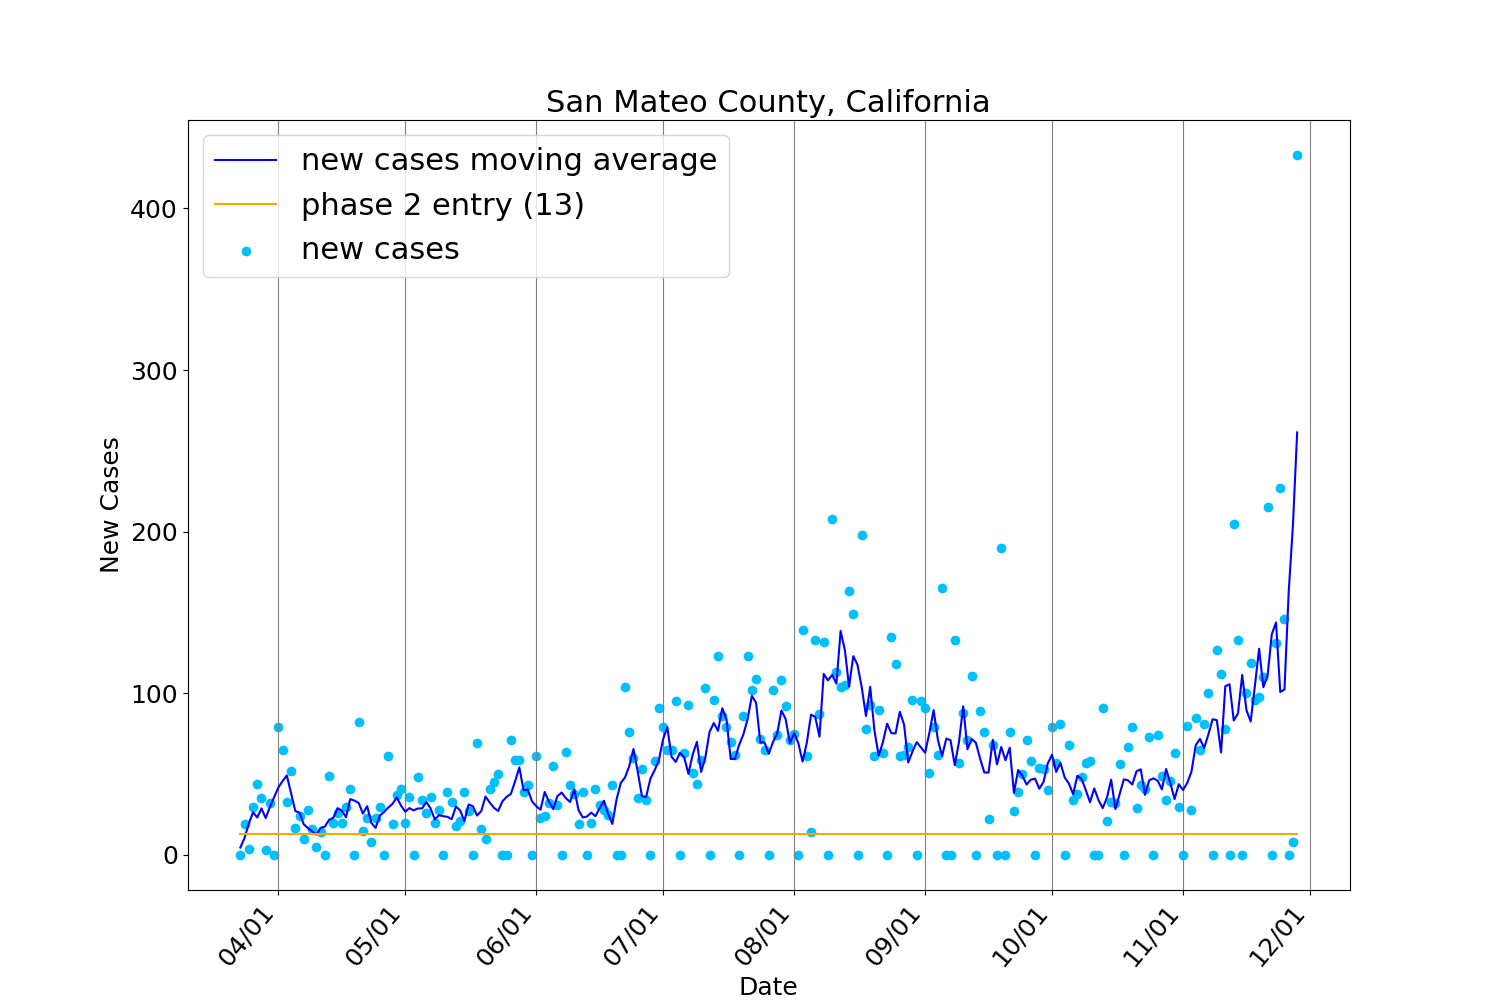 San Mateo County, California
new cases moving average
phase 2 entry (13)
new cases
400
300
200
100
0
New Cases
04/01
05/01
06/01
07/01
08/01
09/01
10/01
11/01
12/01
Date